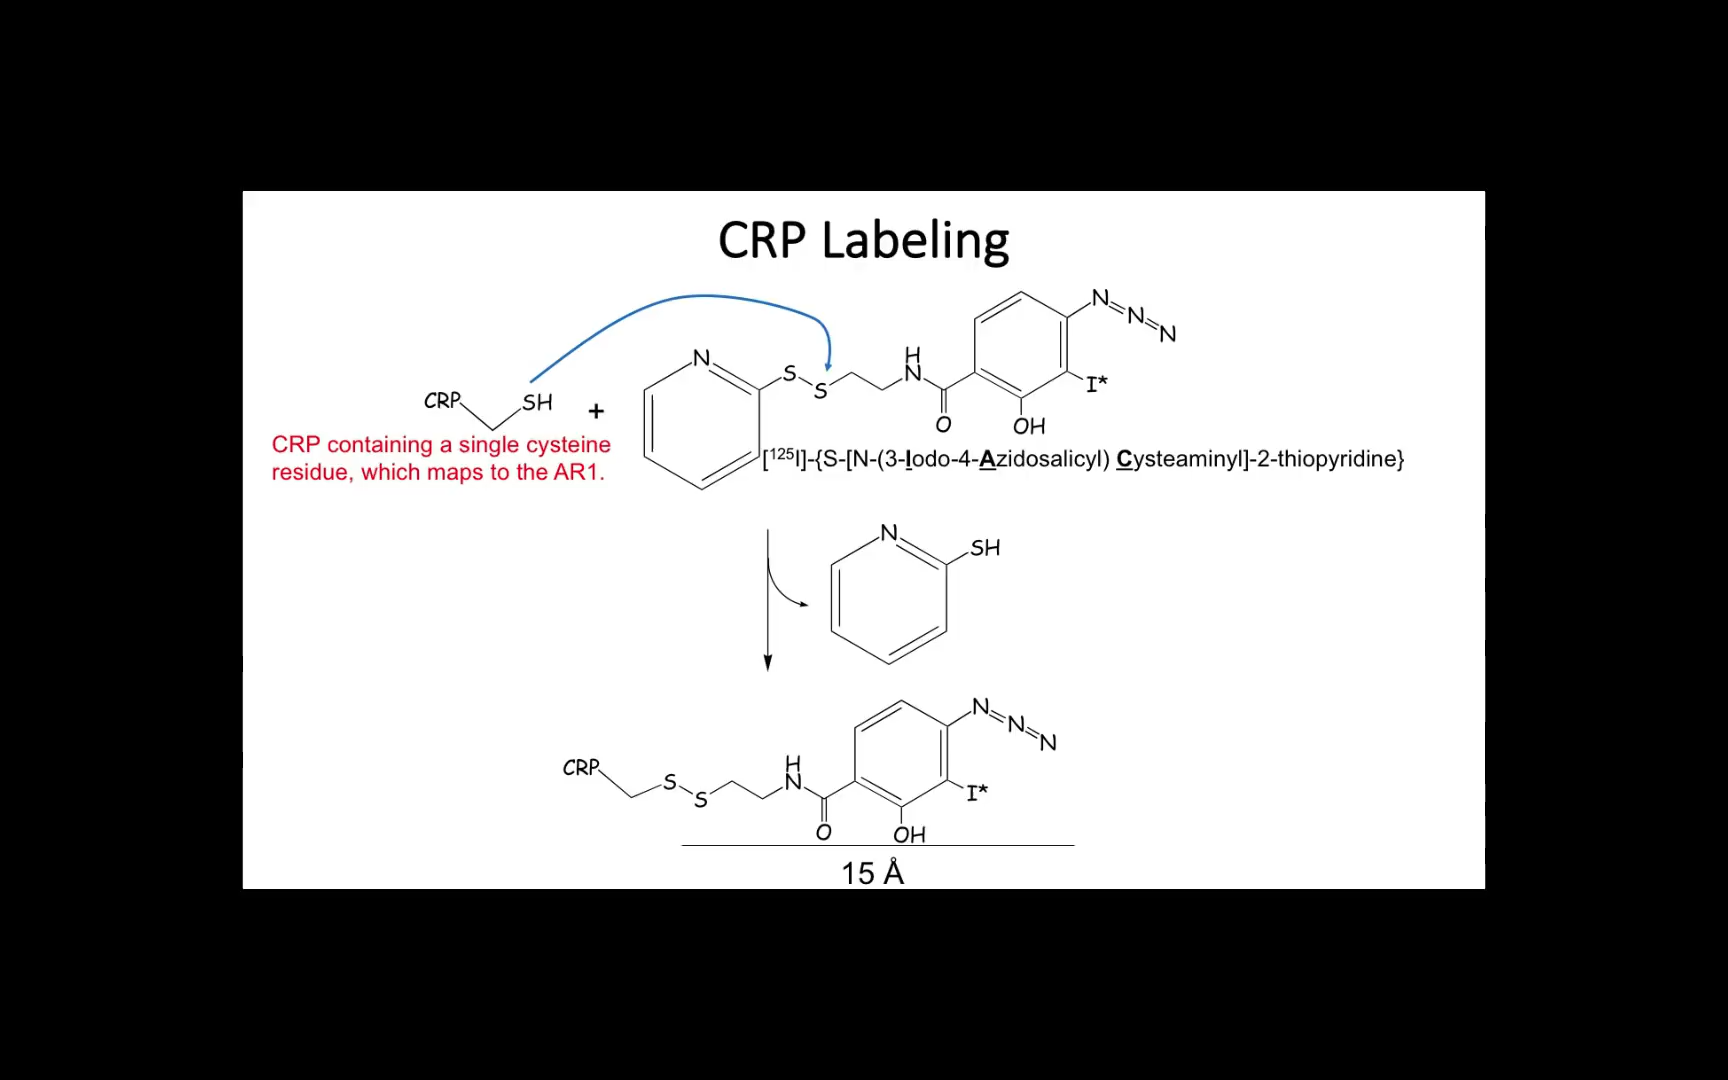 CRP Labeling
N
N
N
N
S
S
H
N
I*
O
OH
CRP
SH
+
CRP containing a single cysteine
residue, which maps to the AR1.
[¹²⁵I]-{S-[N-(3-Iodo-4-Azidosalicyl) Cysteaminyl]-2-thiopyridine}
N
SH
N
N
N
CRP
S
S
H
N
I*
O
OH
15 Å